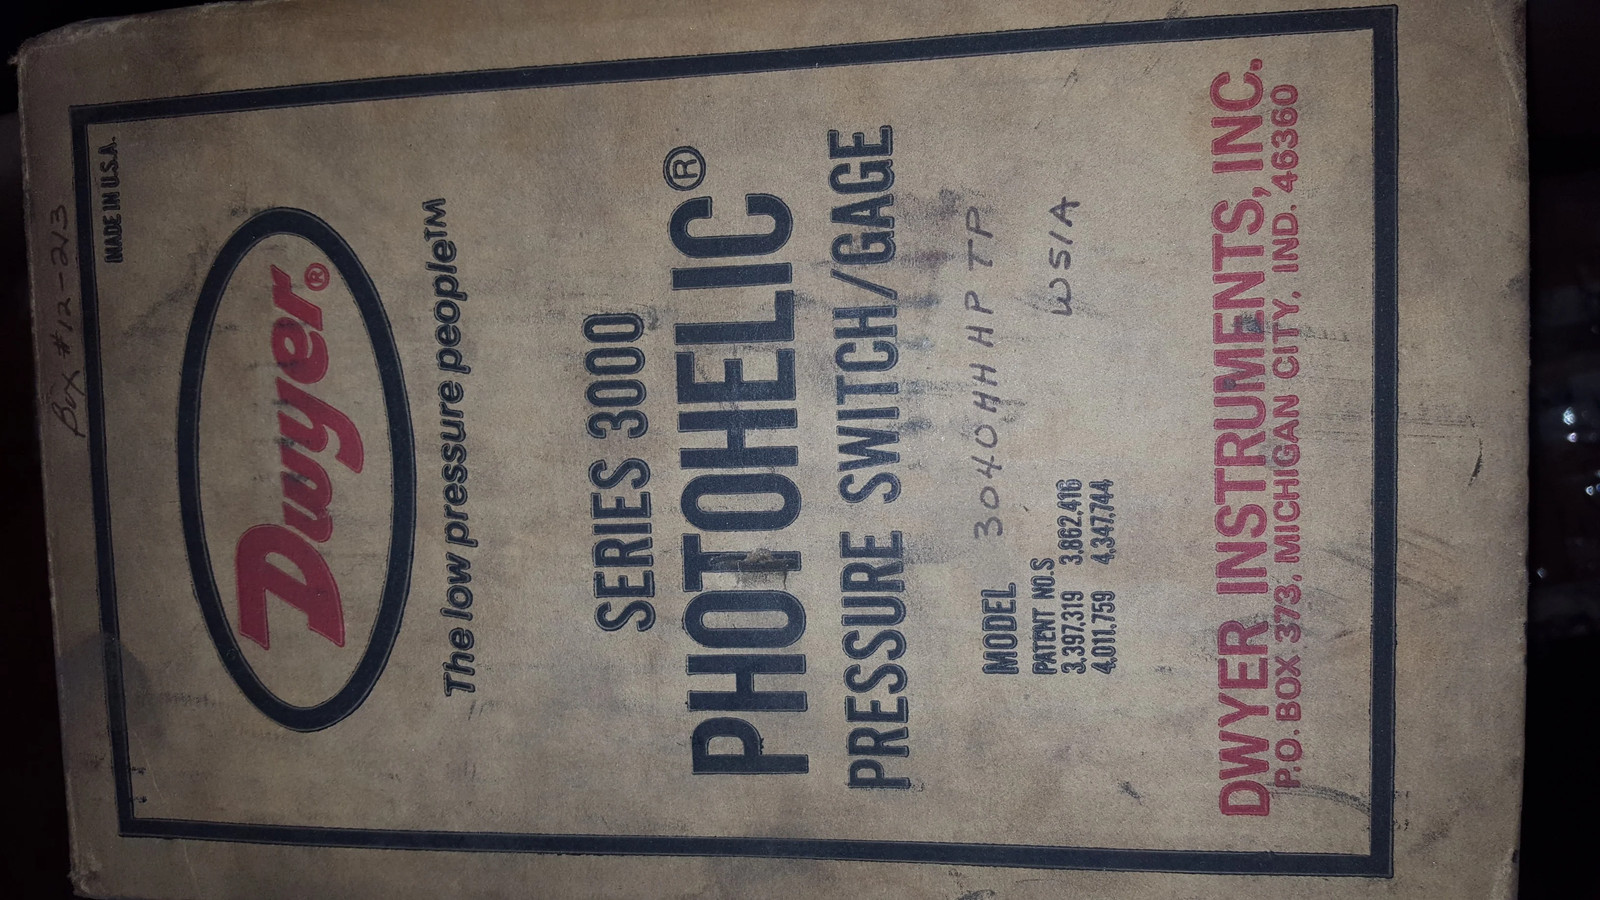 Box #12-213
MADE IN U.S.A.
Dwyer®
The low pressure people™
SERIES 3000
PHOTOHELIC®
PRESSURE SWITCH/GAGE
MODEL 3040HHHPTP
WSIA
PATENT NO.S
3,397,319 3,862,416
4,011,759 4,347,744
DWYER INSTRUMENTS, INC.
P.O. BOX 373, MICHIGAN CITY, IND. 46360